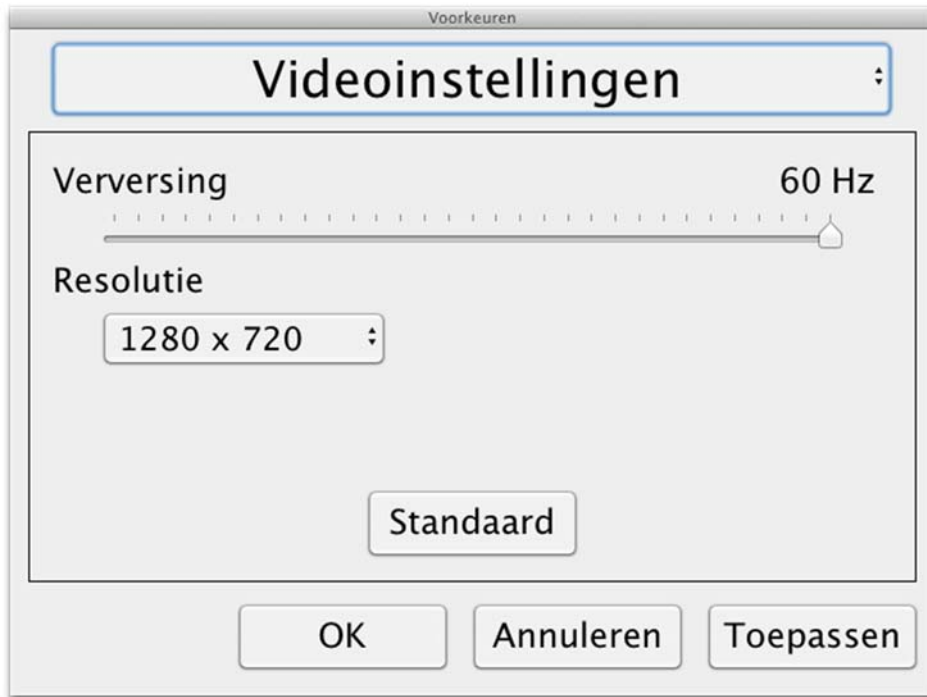 Voorkeuren
Videoinstellingen
Verversing 60 Hz
Resolutie
1280 x 720
Standaard
OK Annuleren Toepassen